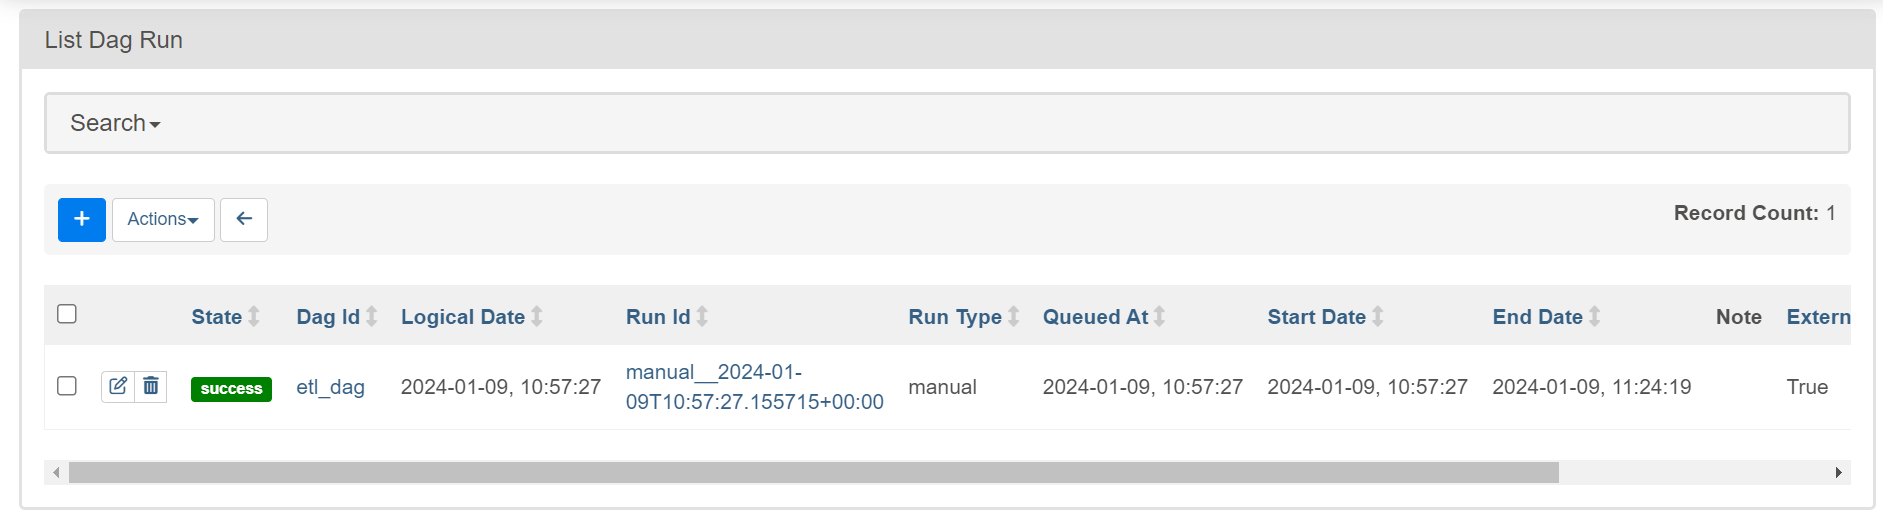 List Dag Run
Search
Actions
Record Count: 1
State Dag Id Logical Date Run Id Run Type Queued At Start Date End Date Note Extern
success etl_dag 2024-01-09, 10:57:27 manual__2024-01-
09T10:57:27.155715+00:00 manual 2024-01-09, 10:57:27 2024-01-09, 10:57:27 2024-01-09, 11:24:19 True